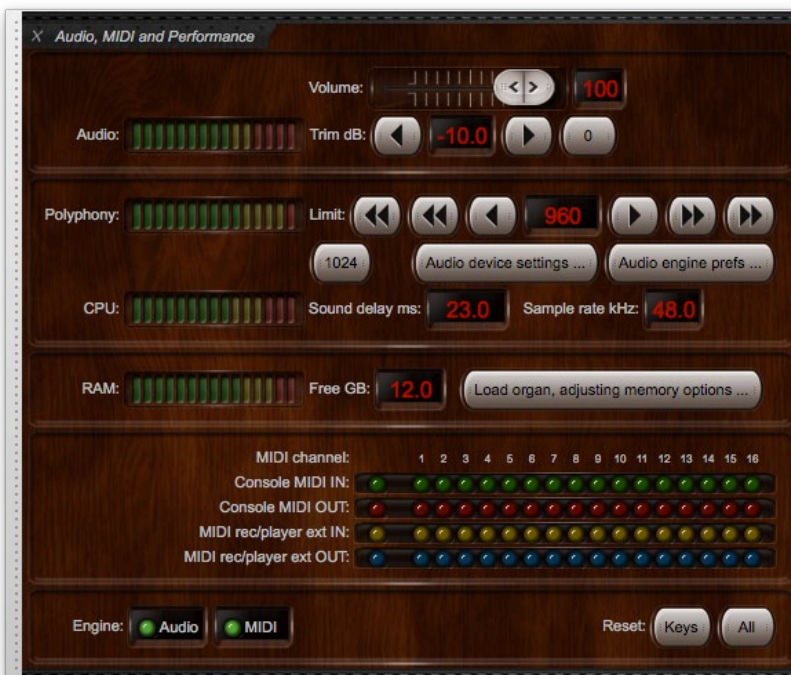 X Audio, MIDI and Performance
Volume: 100
Audio: Trim dB: -10.0 0
Polyphony: Limit: 960
1024 Audio device settings ... Audio engine prefs ...
CPU: Sound delay ms: 23.0 Sample rate kHz: 48.0
RAM: Free GB: 12.0 Load organ, adjusting memory options ...
MIDI channel: 1 2 3 4 5 6 7 8 9 10 11 12 13 14 15 16
Console MIDI IN:
Console MIDI OUT:
MIDI rec/player ext IN:
MIDI rec/player ext OUT:
Engine: Audio MIDI Reset: Keys All